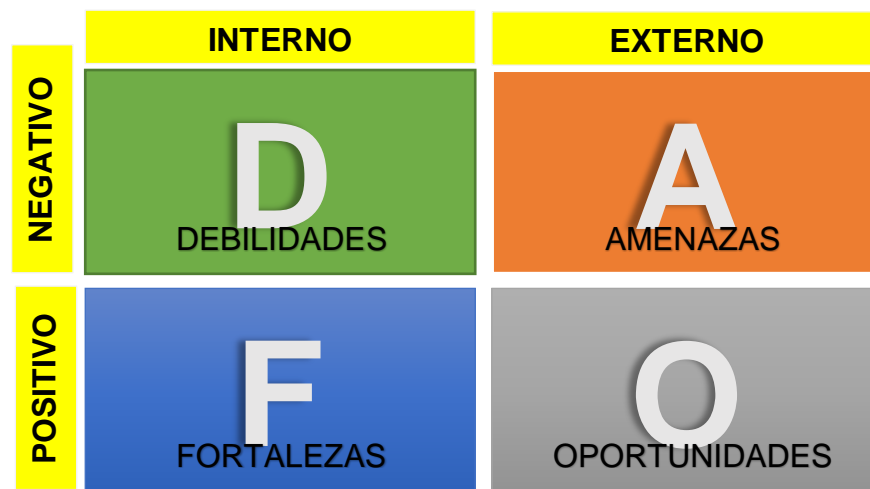 INTERNO
EXTERNO
NEGATIVO
D
DEBILIDADES
A
AMENAZAS
POSITIVO
F
FORTALEZAS
O
OPORTUNIDADES